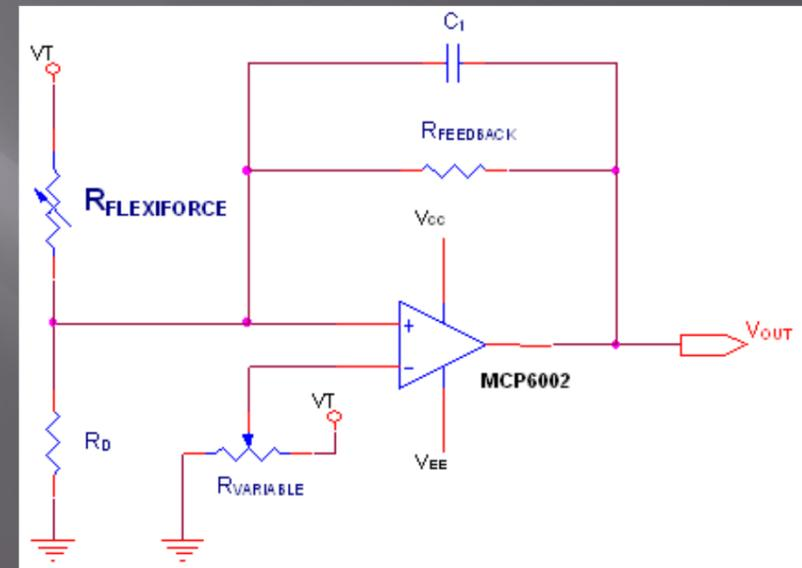 C1
VT
RFEEDBACK
RFLEXIFORCE
Vcc
+
VOUT
-
MCP6002
VT
RD
VEE
RVARIABLE